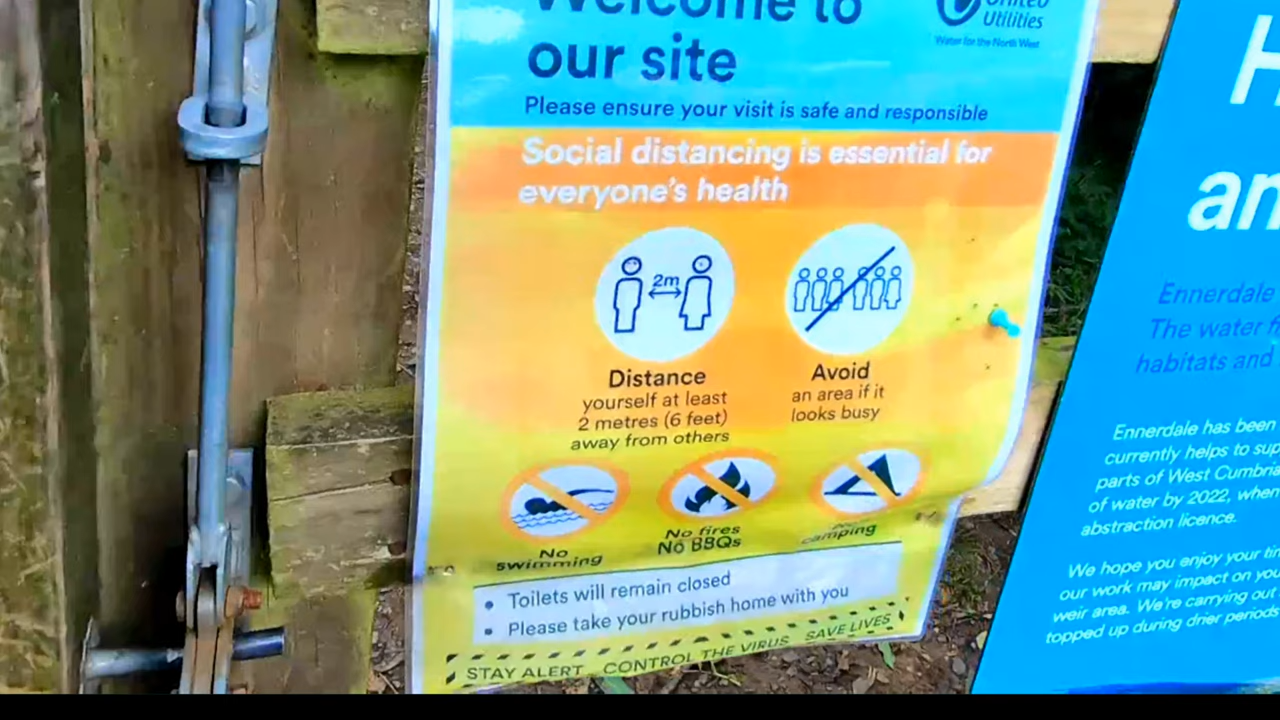 Welcome to
our site
United
Utilities
Water for the North West
Please ensure your visit is safe and responsible
Social distancing is essential for
everyone's health
2m
Distance
yourself at least
2 metres (6 feet)
away from others
Avoid
an area if it
looks busy
No
swimming
No fires
No BBQs
camping
• Toilets will remain closed
• Please take your rubbish home with you
STAY ALERT CONTROL THE VIRUS SAVE LIVES
H
an
Ennerdale
The water
habitats and
Ennerdale has been
currently helps to sup
parts of West Cumbria
of water by 2022, when
abstraction licence.
We hope you enjoy your tim
our work may impact on you
weir area. We're carrying out
topped up during drier periods